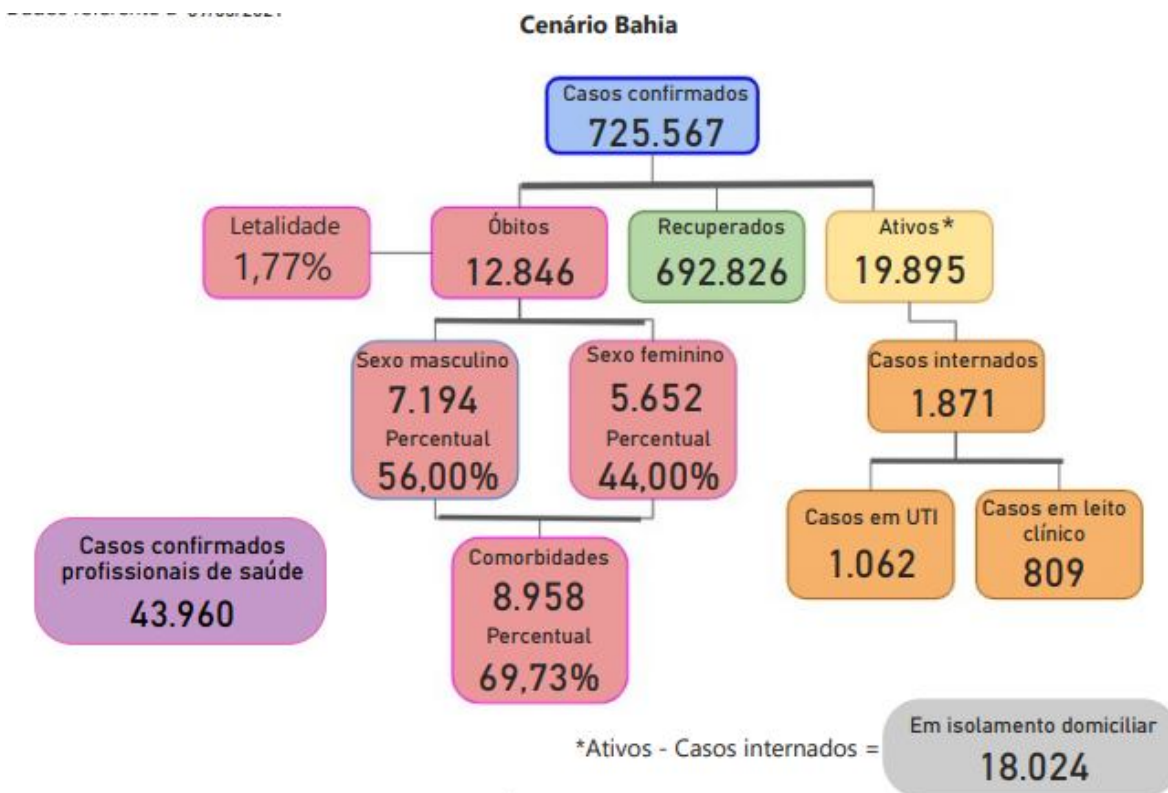 Cenário Bahia
Casos confirmados
725.567
Letalidade
1,77%
Óbitos
12.846
Recuperados
692.826
Ativos*
19.895
Sexo masculino
7.194
Percentual
56,00%
Sexo feminino
5.652
Percentual
44,00%
Casos internados
1.871
Casos em UTI
1.062
Casos em leito
clínico
809
Casos confirmados
profissionais de saúde
43.960
Comorbidades
8.958
Percentual
69,73%
*Ativos - Casos internados =
Em isolamento domiciliar
18.024